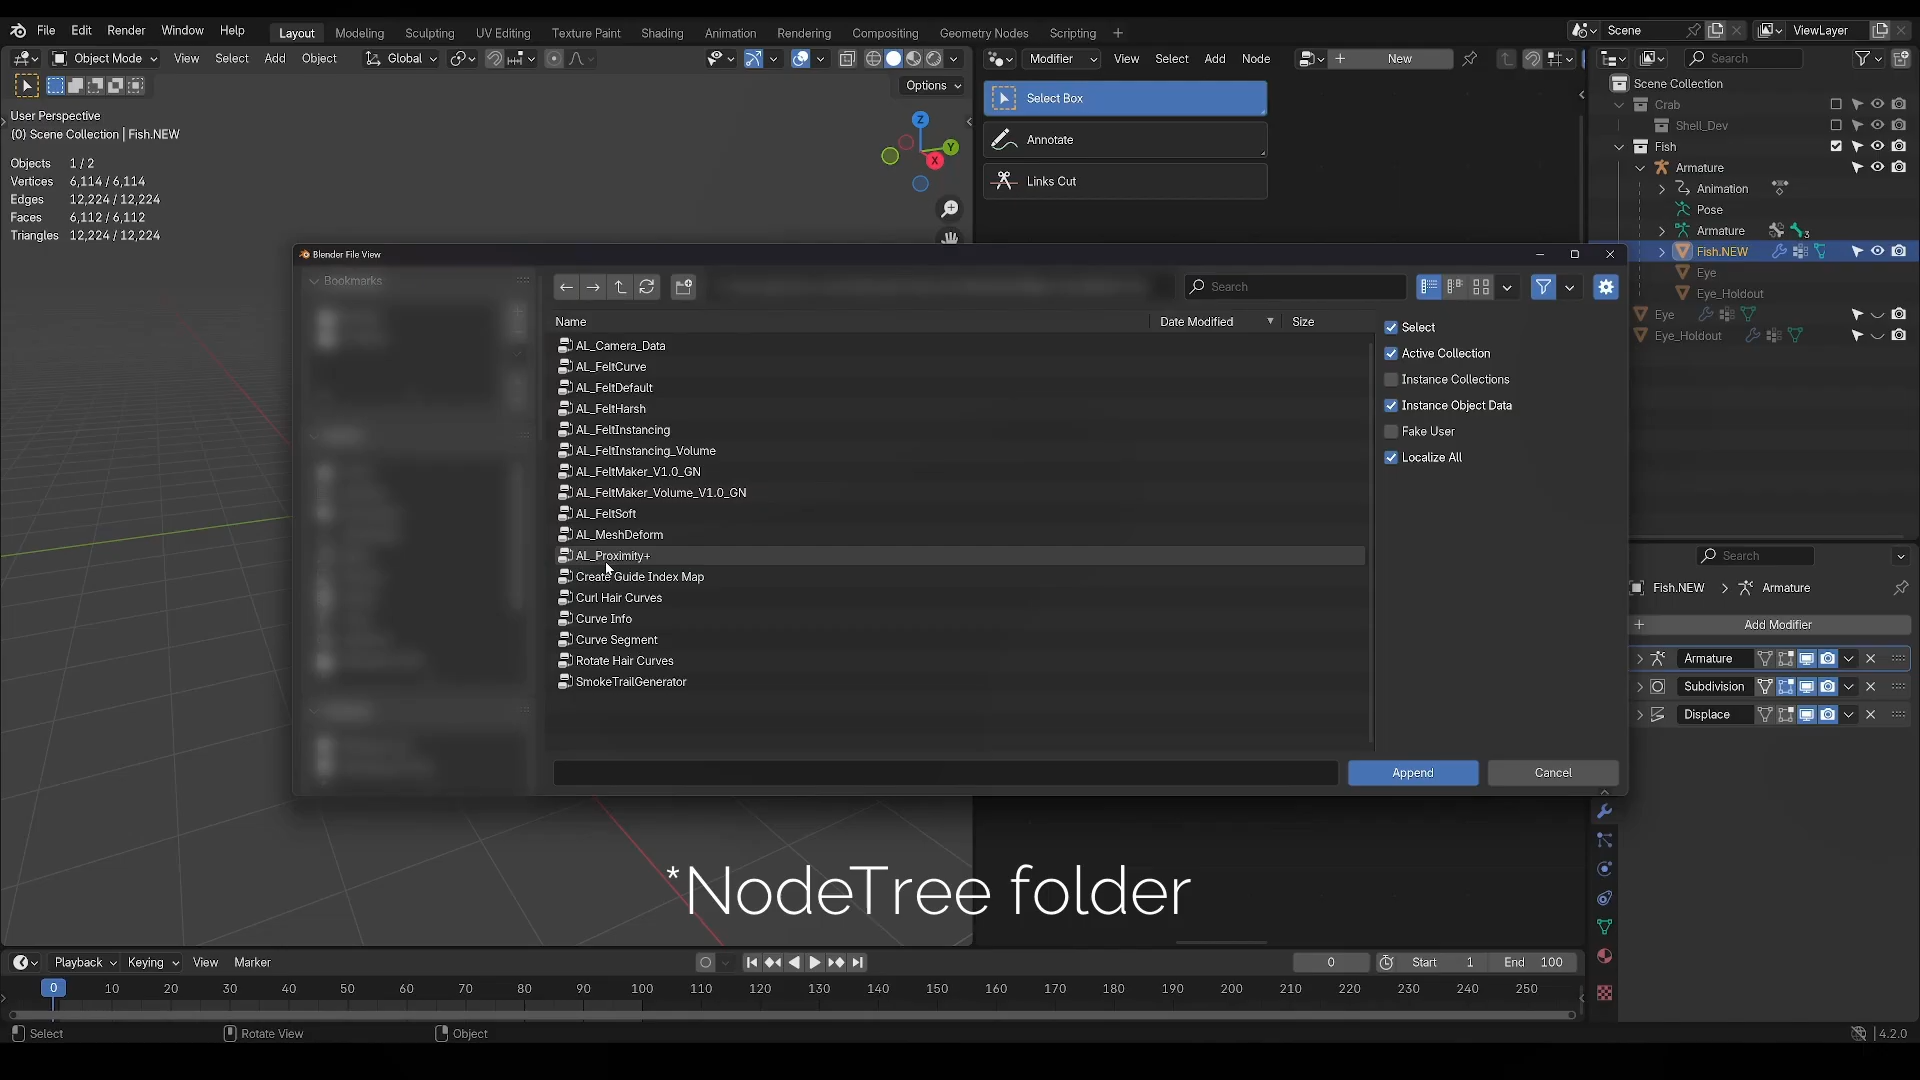 File Edit Render Window Help Layout Modeling Sculpting UV Editing Texture Paint Shading Animation Rendering Compositing Geometry Nodes Scripting + Scene ViewLayer
Object Mode View Select Add Object Global Modifier View Select Add Node New Search
Options
User Perspective
(0) Scene Collection | Fish.NEW
Objects 1 / 2
Vertices 6,114 / 6,114
Edges 12,224 / 12,224
Faces 6,112 / 6,112
Triangles 12,224 / 12,224
Z
Y
X
Select Box
Annotate
Links Cut
Scene Collection
Crab
Shell_Dev
Fish
Armature
Animation
Pose
Armature 3
Fish.NEW
Eye
Eye_Holdout
Eye
Eye_Holdout
Blender File View
Bookmarks
Search
Name Date Modified Size
AL_Camera_Data
AL_FeltCurve
AL_FeltDefault
AL_FeltHarsh
AL_FeltInstancing
AL_FeltInstancing_Volume
AL_FeltMaker_V1.0_GN
AL_FeltMaker_Volume_V1.0_GN
AL_FeltSoft
AL_MeshDeform
AL_Proximity+
Create Guide Index Map
Curl Hair Curves
Curve Info
Curve Segment
Rotate Hair Curves
SmokeTrailGenerator
Select
Active Collection
Instance Collections
Instance Object Data
Fake User
Localize All
Append Cancel
Search
Fish.NEW > Armature
+ Add Modifier
Armature
Subdivision
Displace
*NodeTree folder
Playback Keying View Marker 0 Start 1 End 100
0 10 20 30 40 50 60 70 80 90 100 110 120 130 140 150 160 170 180 190 200 210 220 230 240 250
Select Rotate View Object 4.2.0